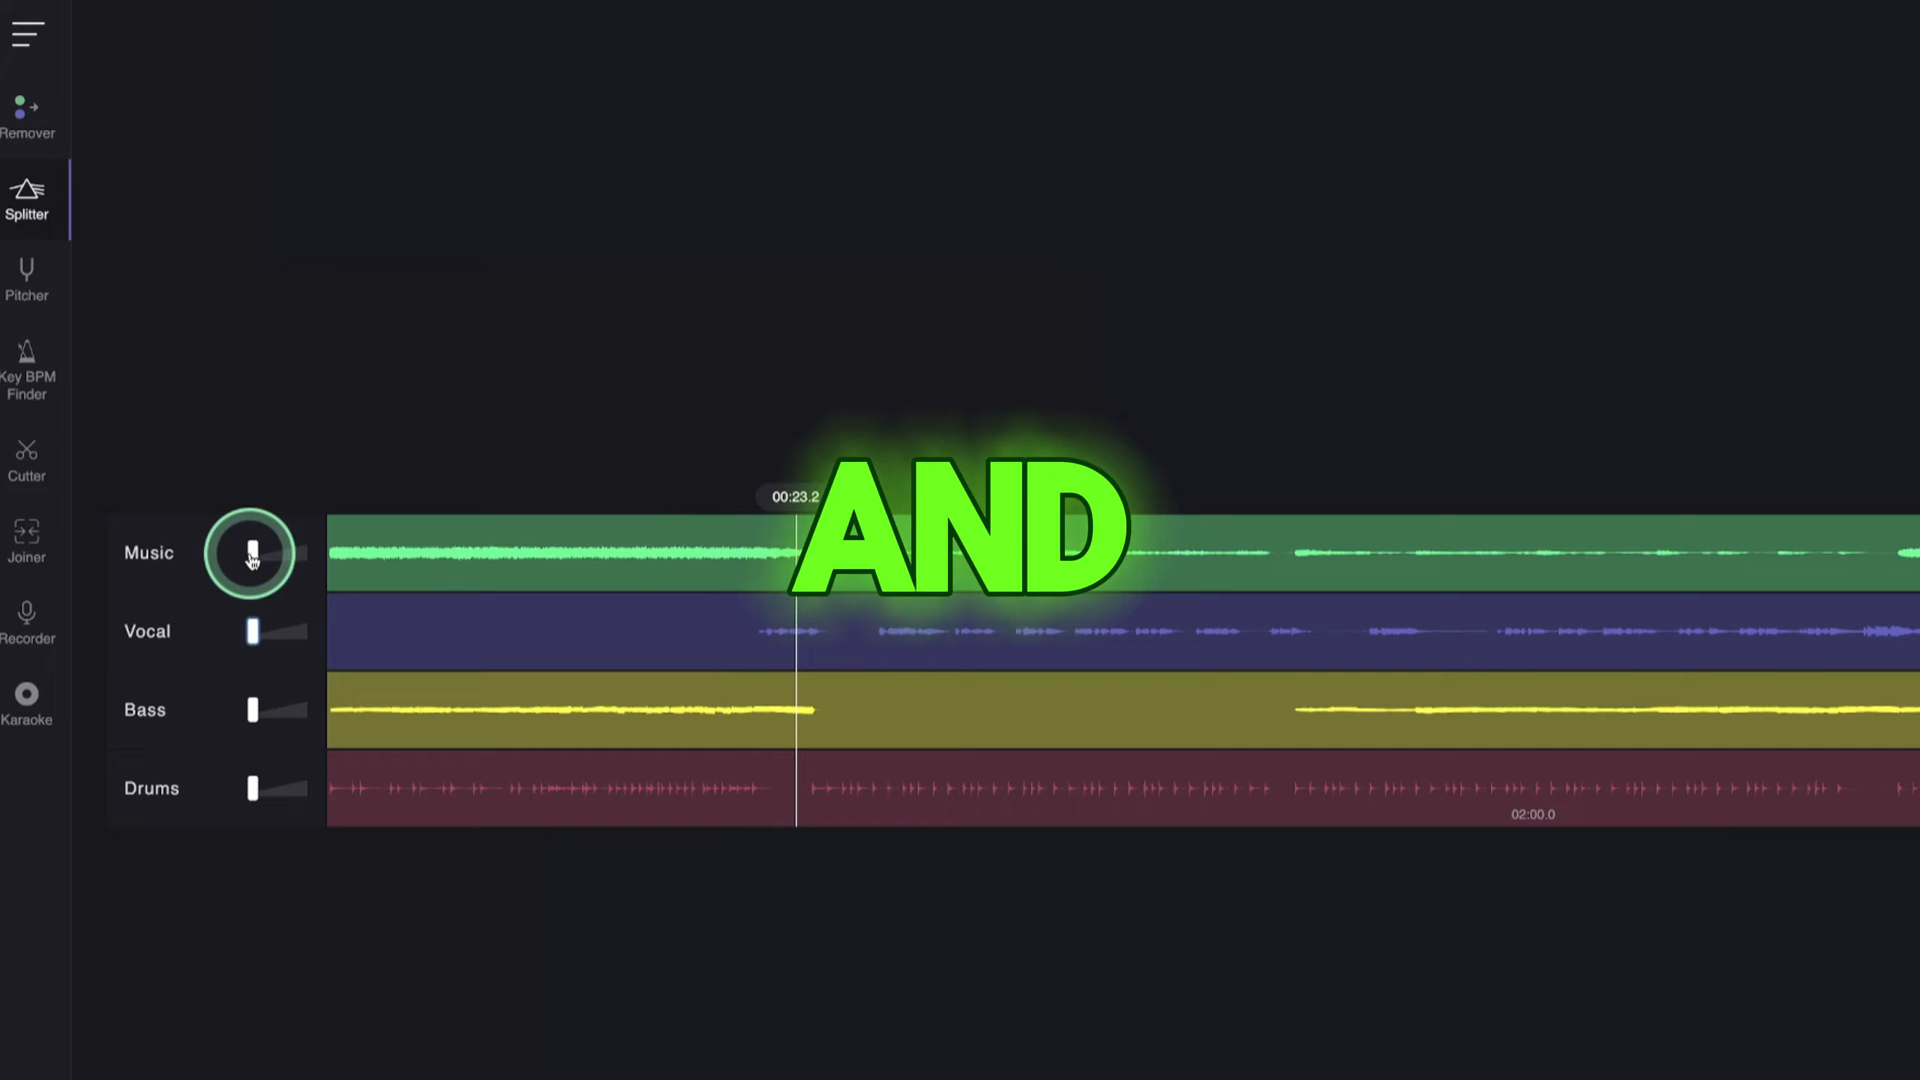 Remover
Splitter
Pitcher
Key BPM
Finder
Cutter
Joiner
Recorder
Karaoke
00:23.2
AND
Music
Vocal
Bass
Drums
02:00.0